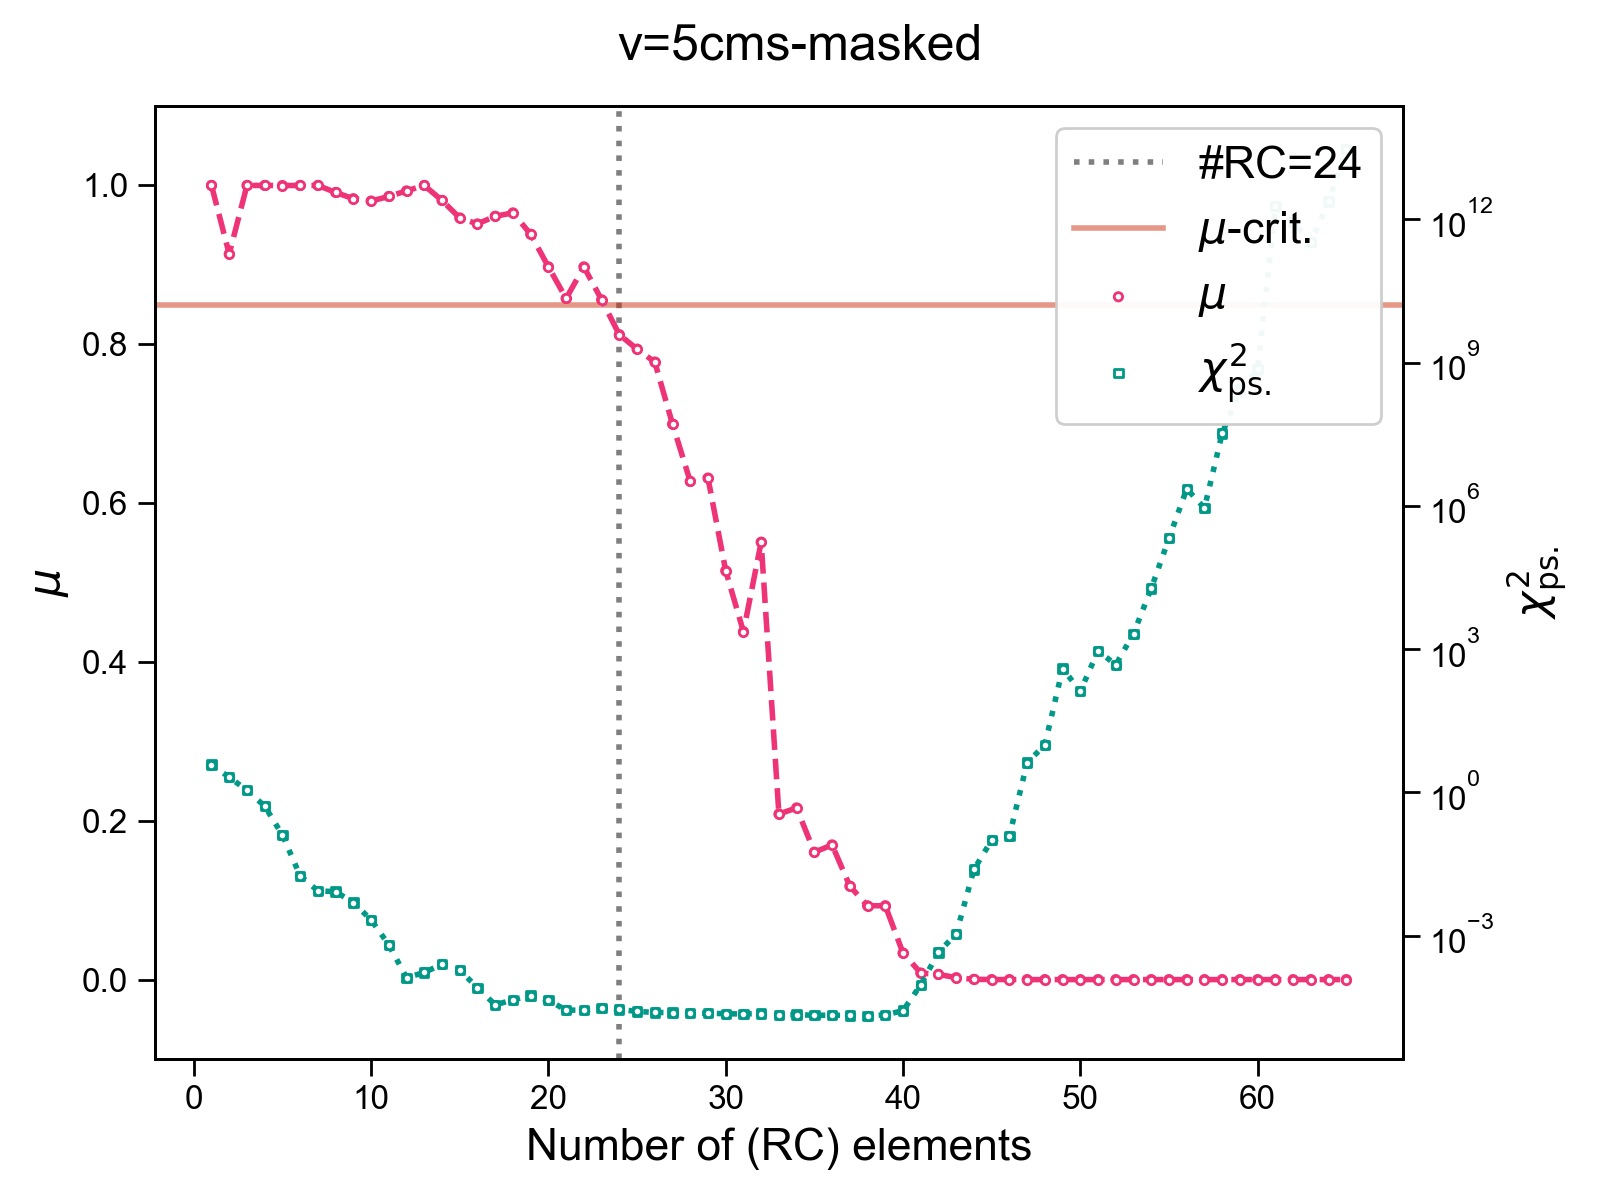 v=5cms-masked
#RC=24
μ-crit.
μ
χ²ps.
1.0
0.8
0.6
0.4
0.2
0.0
μ
10¹²
10⁹
10⁶
10³
10⁰
10⁻³
χ²ps.
0 10 20 30 40 50 60
Number of (RC) elements